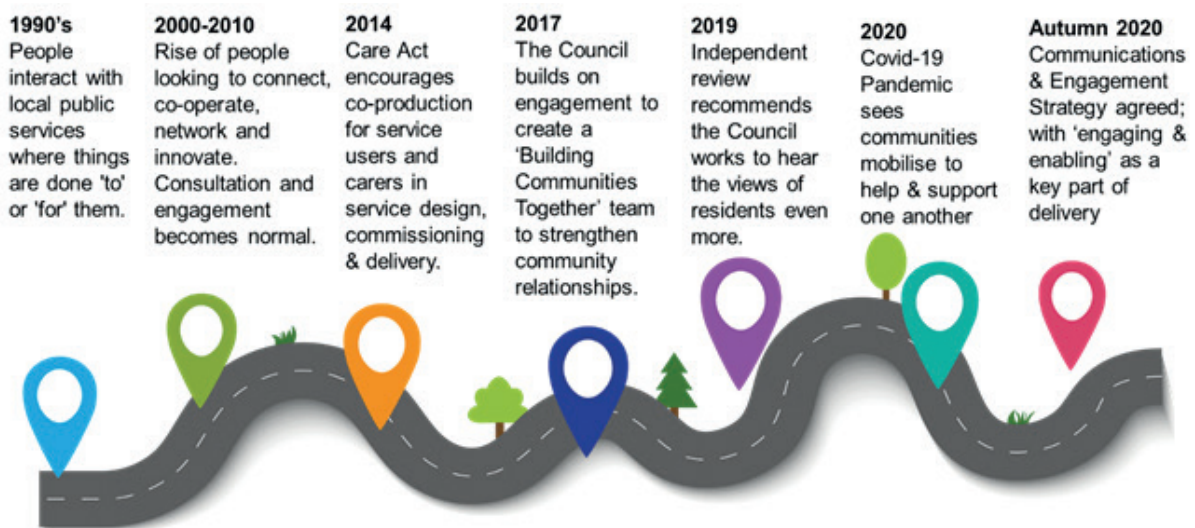 1990's
People
interact with
local public
services
where things
are done 'to'
or 'for' them.
2000-2010
Rise of people
looking to connect,
co-operate,
network and
innovate.
Consultation and
engagement
becomes normal.
2014
Care Act
encourages
co-production
for service
users and
carers in
service design,
commissioning
& delivery.
2017
The Council
builds on
engagement to
create a
‘Building
Communities
Together’ team
to strengthen
community
relationships.
2019
Independent
review
recommends
the Council
works to hear
the views of
residents even
more.
2020
Covid-19
Pandemic
sees
communities
mobilise to
help & support
one another
Autumn 2020
Communications
& Engagement
Strategy agreed;
with ‘engaging &
enabling’ as a
key part of
delivery